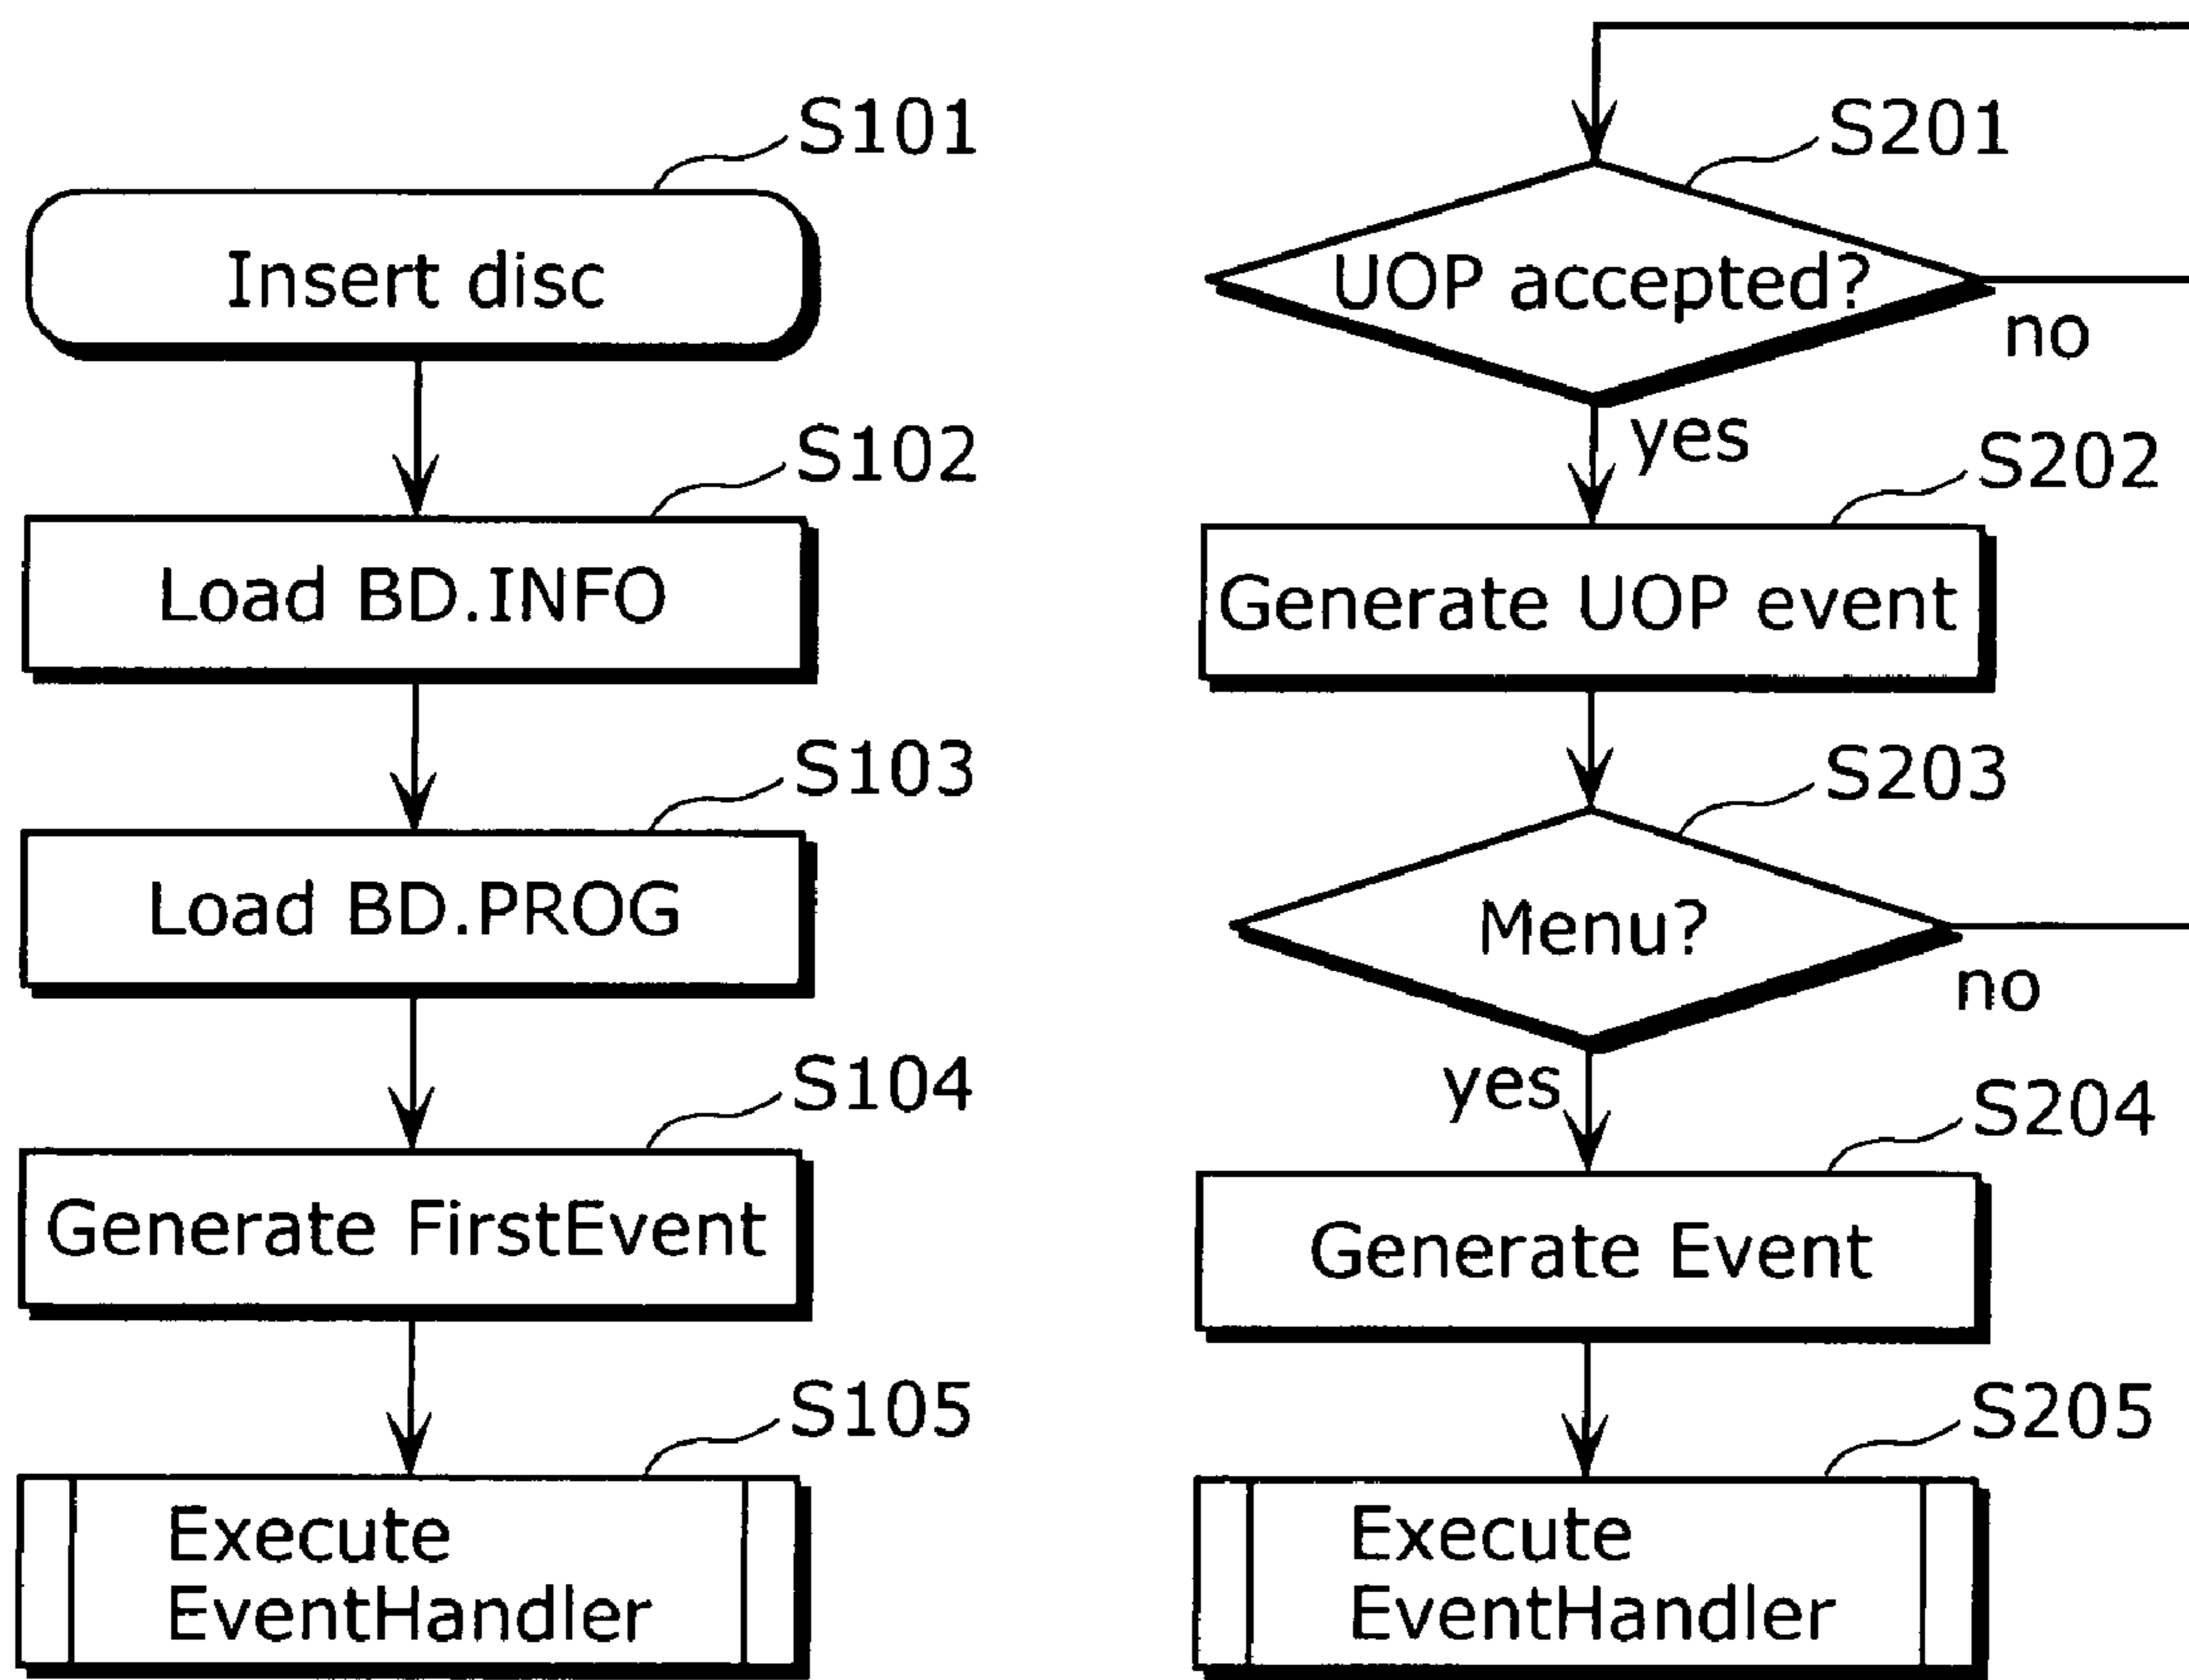 S101
Insert disc
S102
Load BD.INFO
S103
Load BD.PROG
S104
Generate FirstEvent
S105
Execute
EventHandler
S201
UOP accepted?
no
yes
S202
Generate UOP event
S203
Menu?
no
yes
S204
Generate Event
S205
Execute
EventHandler